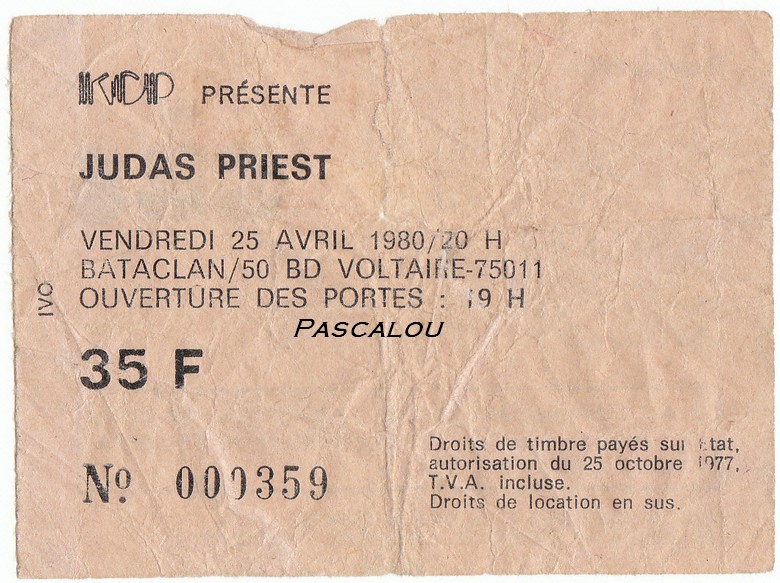 KCP PRÉSENTE
JUDAS PRIEST
VENDREDI 25 AVRIL 1980/20 H
BATACLAN/50 BD VOLTAIRE-75011
OUVERTURE DES PORTES : 19 H
IVO
PASCALOU
35 F
Droits de timbre payés sur Etat,
autorisation du 25 octobre 1977,
T.V.A. incluse.
Droits de location en sus.
Nº 000359